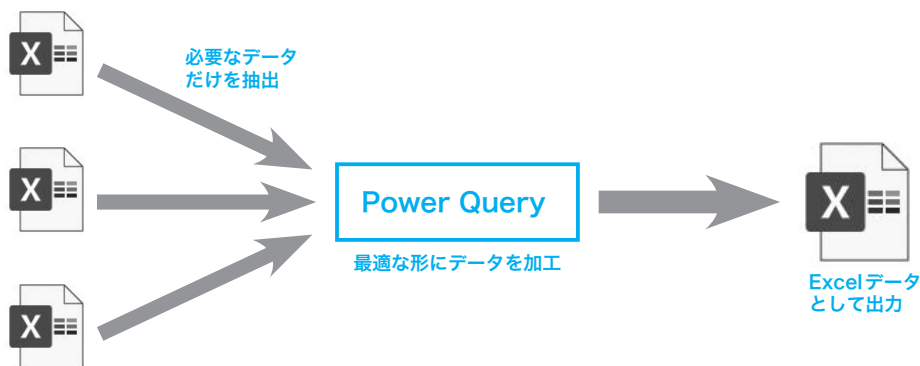 X
必要なデータ
だけを抽出
X
Power Query
X
最適な形にデータを加工
Excelデータ
として出力
X